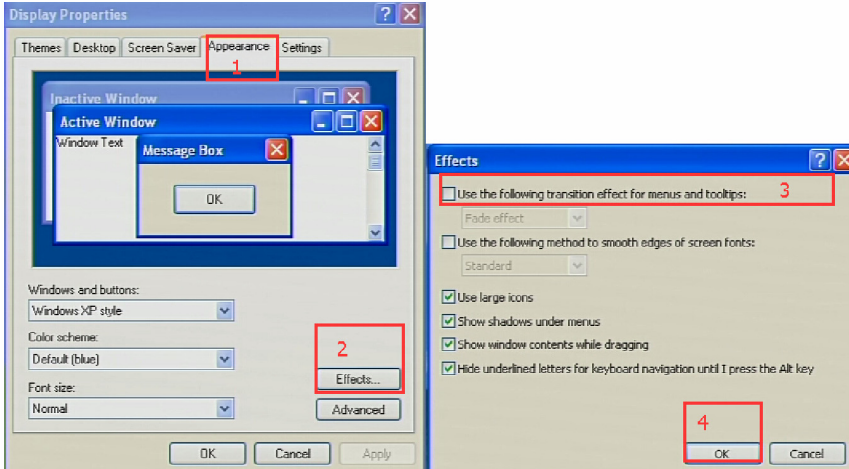 Display Properties
Themes Desktop Screen Saver Appearance Settings
1
Inactive Window
Active Window
Window Text
Message Box
OK
Windows and buttons:
Windows XP style
Color scheme:
Default (blue)
Font size:
Normal
2
Effects...
Advanced
OK Cancel Apply
Effects
Use the following transition effect for menus and tooltips: 3
Fade effect
Use the following method to smooth edges of screen fonts:
Standard
Use large icons
Show shadows under menus
Show window contents while dragging
Hide underlined letters for keyboard navigation until I press the Alt key
4
OK Cancel